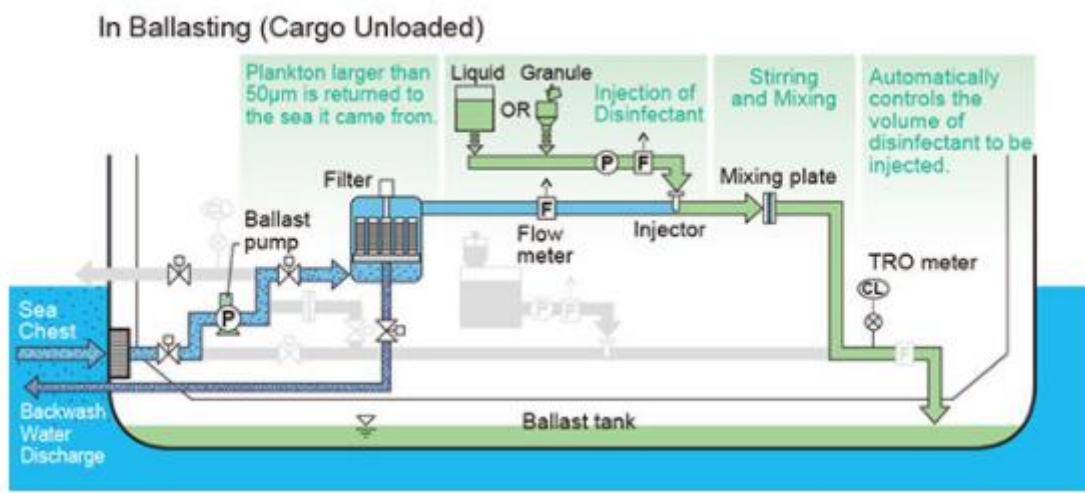 In Ballasting (Cargo Unloaded)
Plankton larger than
50µm is returned to
the sea it came from.
Liquid
Granule
OR
Injection of
Disinfectant
Stirring
and Mixing
Automatically
controls the
volume of
disinfectant to be
injected.
P
F
Filter
Mixing plate
Ballast
pump
F
Flow
meter
Injector
TRO meter
CL
CL
P
P
F
F
Sea
Chest
Backwash
Water
Discharge
Ballast tank